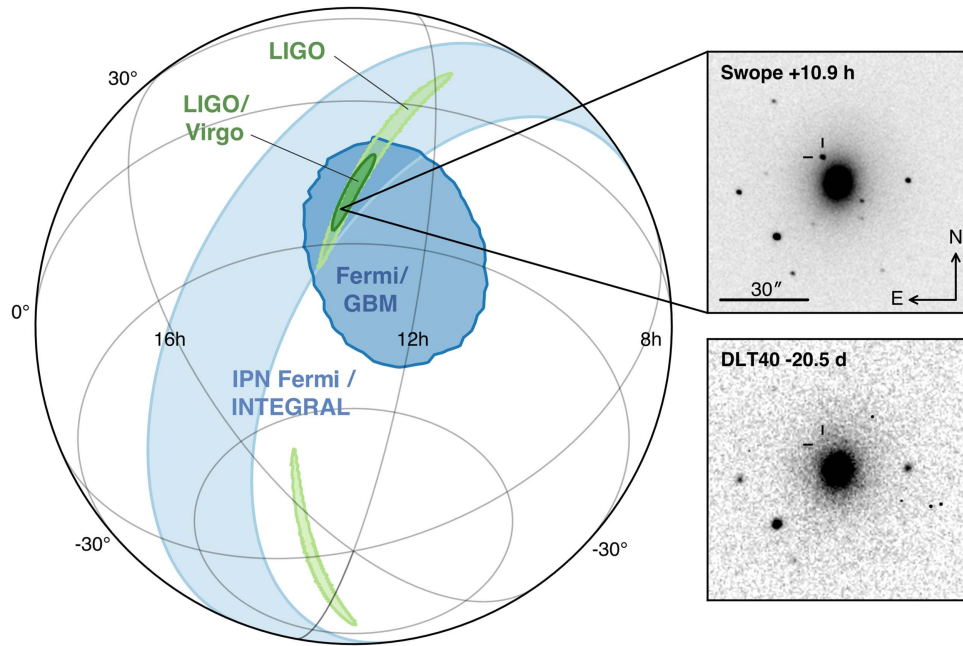 LIGO
LIGO/
Virgo
30°
0°
-30°
-30°
16h
12h
8h
Fermi/
GBM
IPN Fermi /
INTEGRAL
Swope +10.9 h
30"
N
E
DLT40 -20.5 d